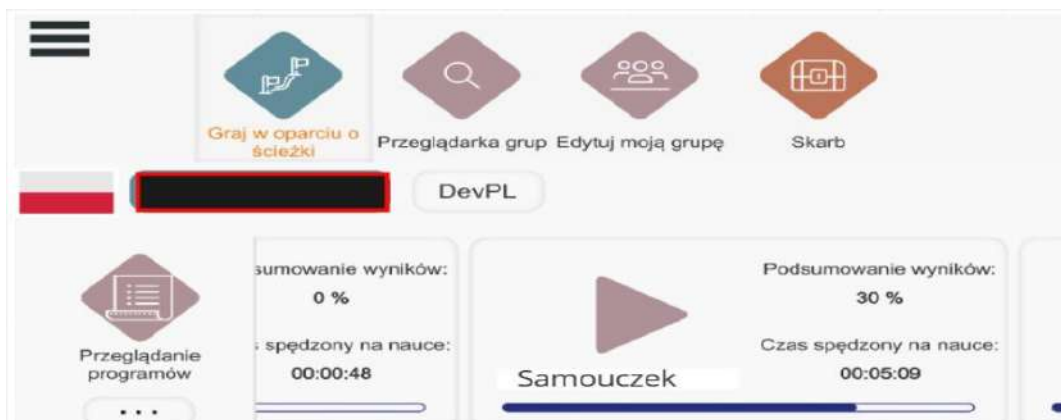 Graj w oparciu o
ścieżki
Przeglądarka grup
Edytuj moją grupę
Skarb
DevPL
Przeglądanie
programów
...
sumowanie wyników:
0 %
spędzony na nauce:
00:00:48
Samouczek
Podsumowanie wyników:
30 %
Czas spędzony na nauce:
00:05:09